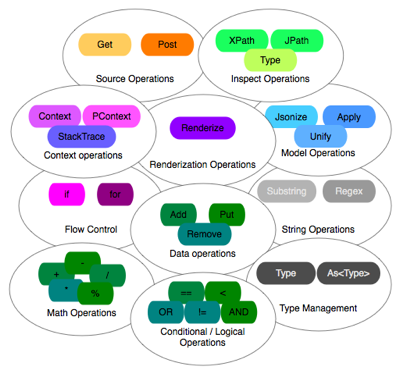 Get
Post
Source Operations
XPath
JPath
Type
Inspect Operations
Context
PContext
StackTrace
Context operations
Renderize
Renderization Operations
Jsonize
Apply
Unify
Model Operations
if
for
Flow Control
Add
Put
Remove
Data operations
Substring
Regex
String Operations
-
+
/
*
%
Math Operations
==
<
OR
!=
AND
Conditional / Logical
Operations
Type
As<Type>
Type Management